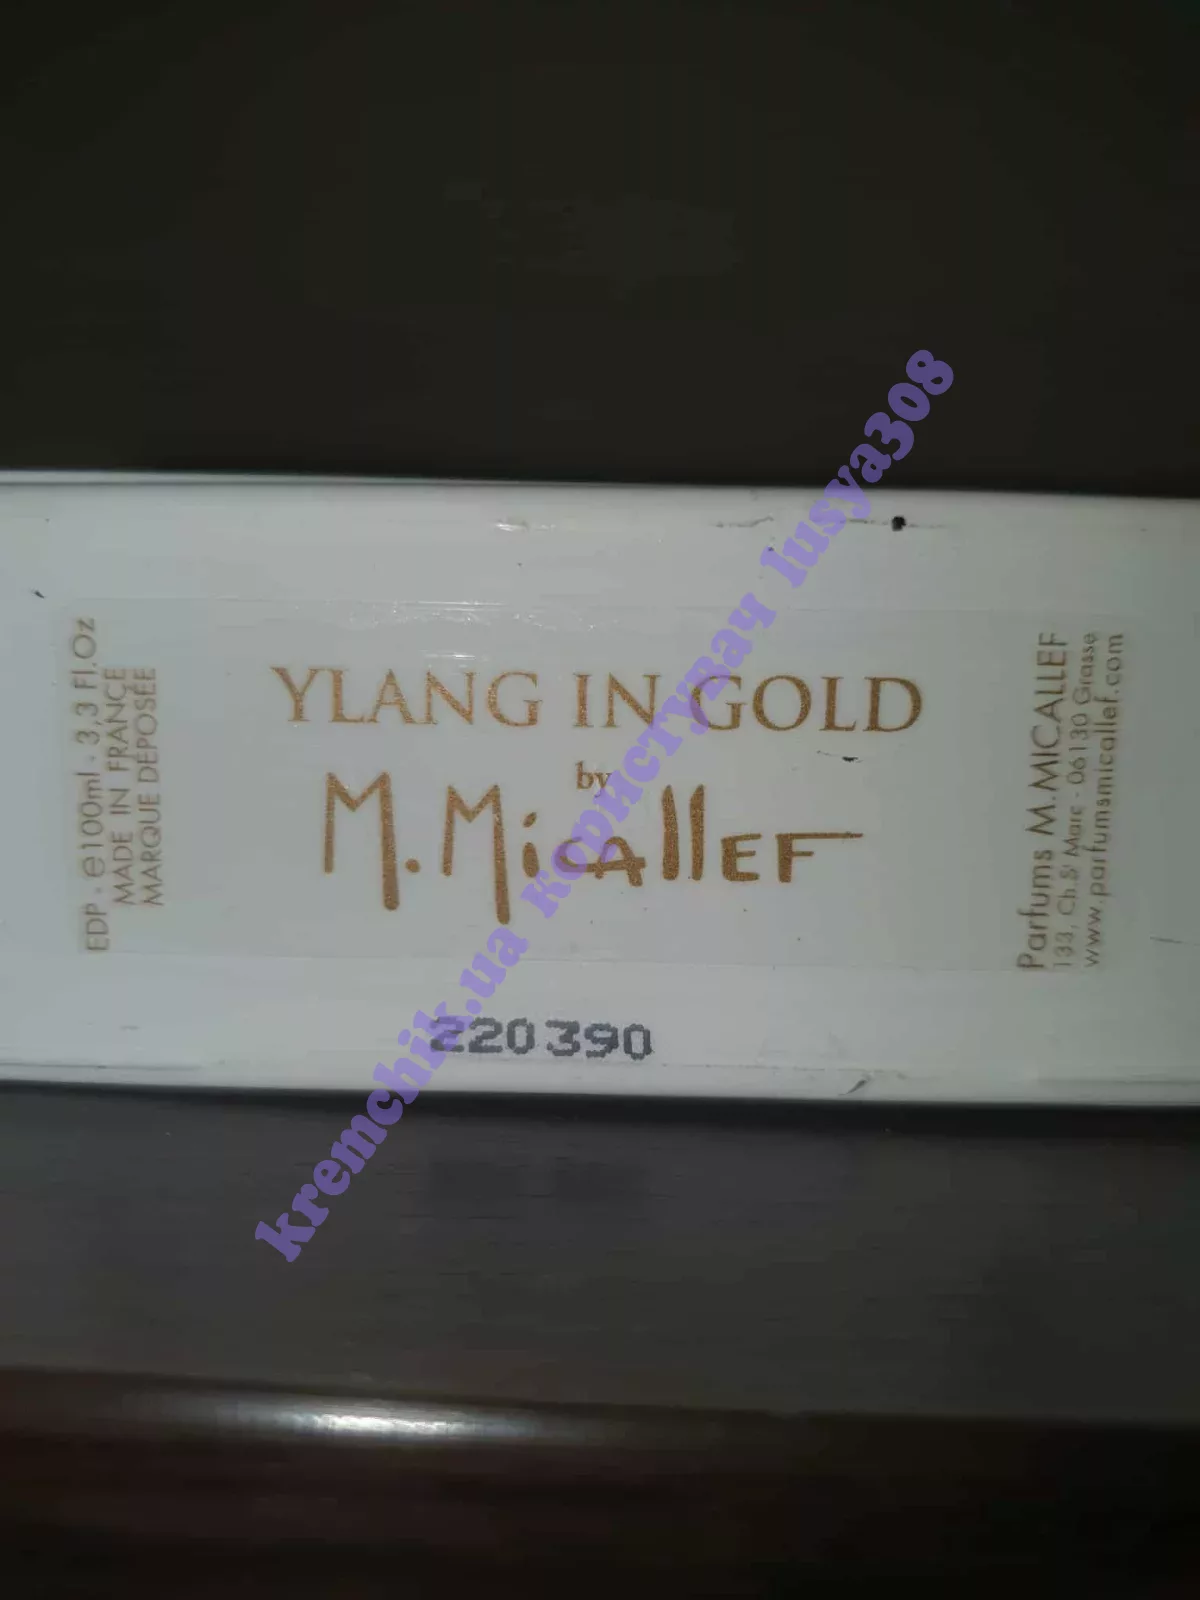 YLANG IN GOLD
by
M.Micallef
EDP - e100ml - 3,3 Fl.Oz
MADE IN FRANCE
MARQUE DÉPOSÉE
Parfums M.MICALLEF
133, Ch.St Marc - 06130 Grasse
www.parfumsmicallef.com
220390
kremchik.ua користувач lusya308